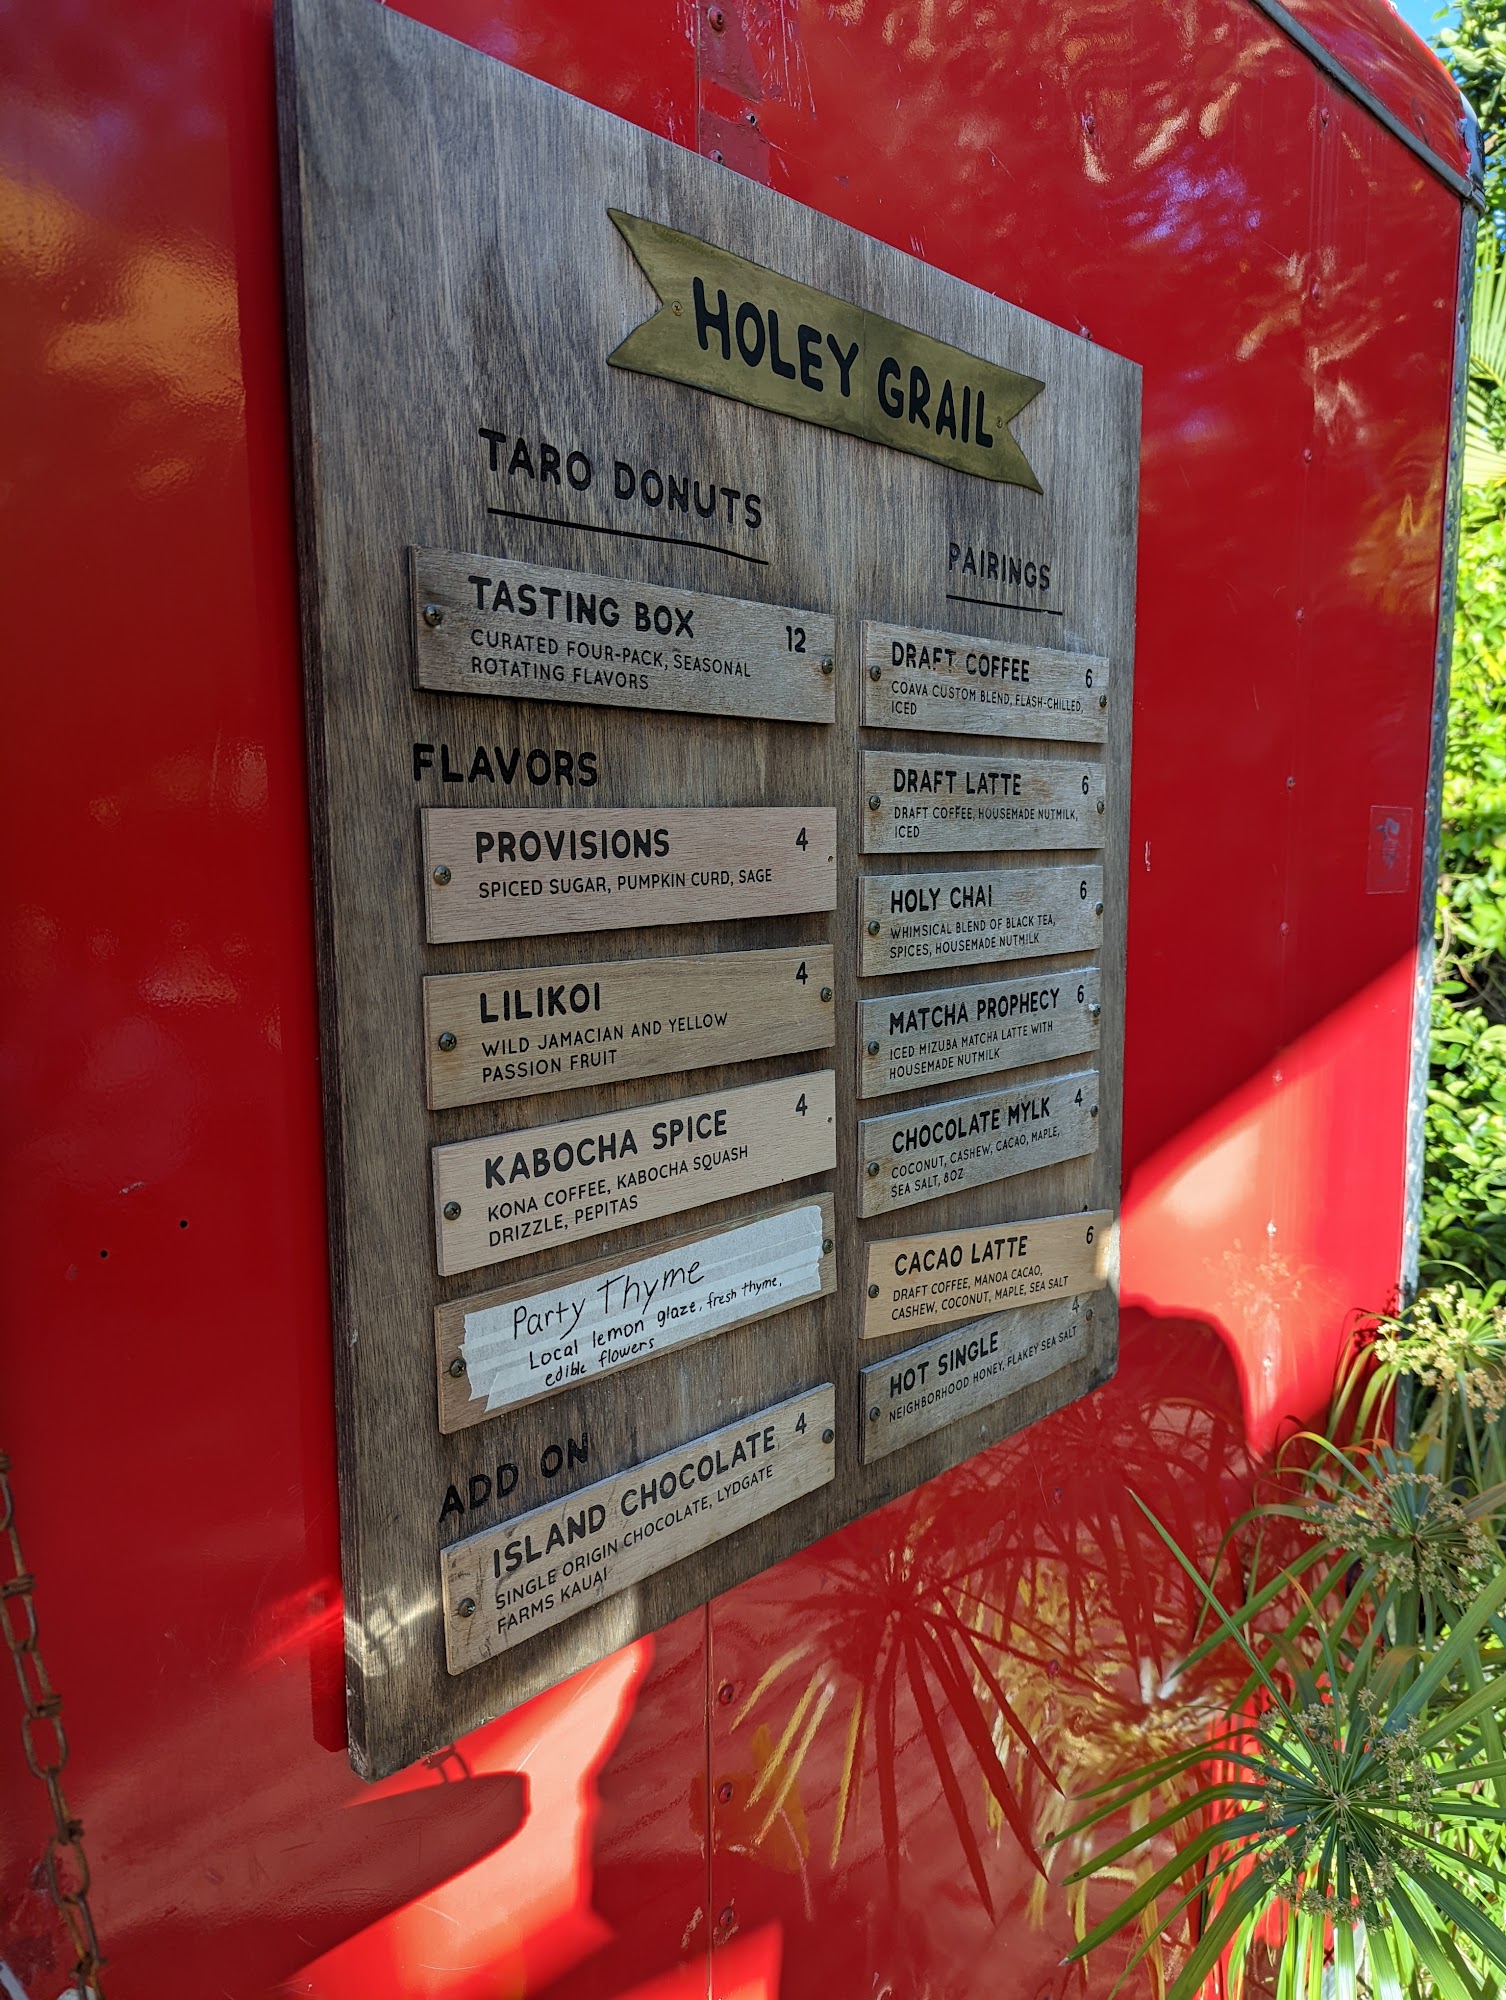 HOLEY GRAIL
TARO DONUTS
TASTING BOX 12
CURATED FOUR-PACK, SEASONAL
ROTATING FLAVORS
FLAVORS
PROVISIONS 4
SPICED SUGAR, PUMPKIN CURD, SAGE
LILIKOI 4
WILD JAMACIAN AND YELLOW
PASSION FRUIT
KABOCHA SPICE 4
KONA COFFEE, KABOCHA SQUASH
DRIZZLE, PEPITAS
Party Thyme
Local lemon glaze, fresh thyme,
edible flowers
ADD ON
ISLAND CHOCOLATE 4
SINGLE ORIGIN CHOCOLATE, LYDGATE
FARMS KAUAI
PAIRINGS
DRAFT COFFEE 6
COAVA CUSTOM BLEND, FLASH-CHILLED,
ICED
DRAFT LATTE 6
DRAFT COFFEE, HOUSEMADE NUTMILK,
ICED
HOLY CHAI 6
WHIMSICAL BLEND OF BLACK TEA,
SPICES, HOUSEMADE NUTMILK
MATCHA PROPHECY 6
ICED MIZUBA MATCHA LATTE WITH
HOUSEMADE NUTMILK
CHOCOLATE MYLK 4
COCONUT, CASHEW, CACAO, MAPLE,
SEA SALT, 8OZ
CACAO LATTE 6
DRAFT COFFEE, MANOA CACAO,
CASHEW, COCONUT, MAPLE, SEA SALT
HOT SINGLE 4
NEIGHBORHOOD HONEY, FLAKEY SEA SALT